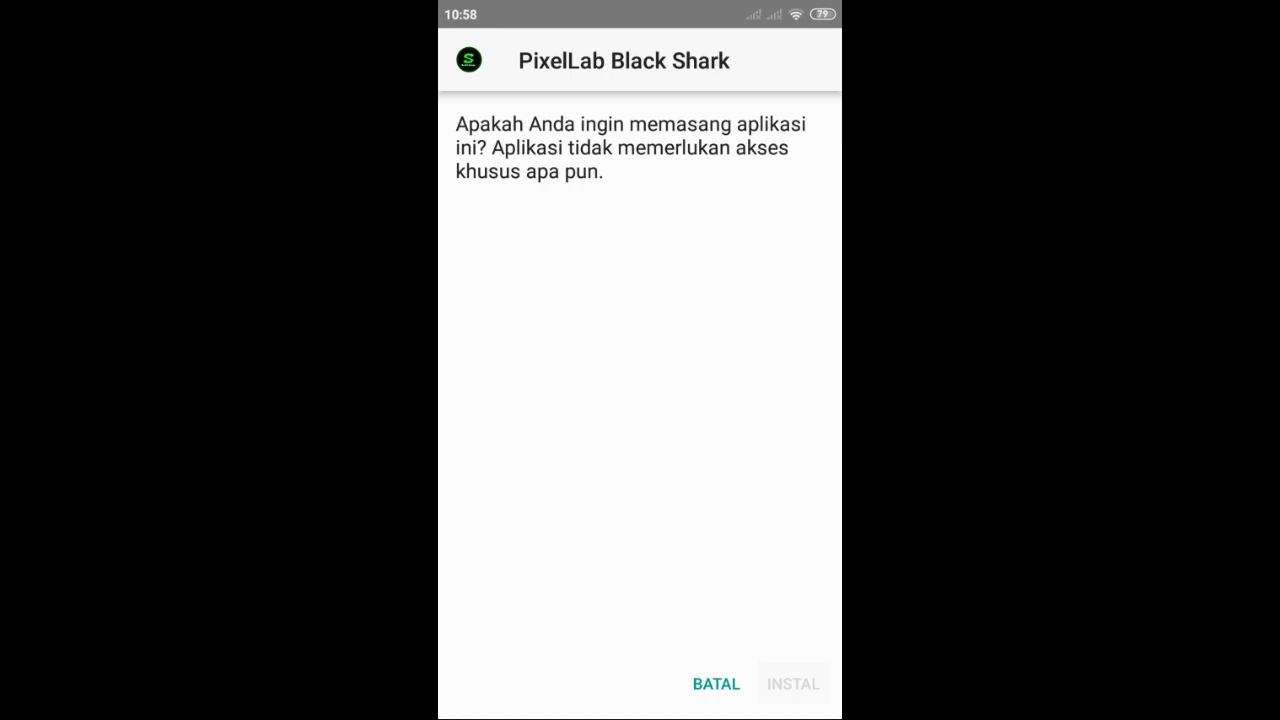 10:58
79
PixelLab Black Shark
Apakah Anda ingin memasang aplikasi
ini? Aplikasi tidak memerlukan akses
khusus apa pun.
BATAL
INSTAL